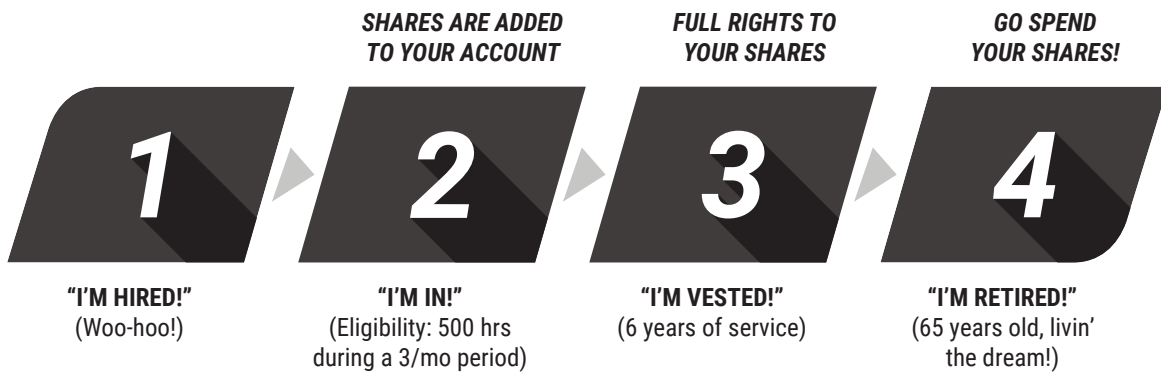 SHARES ARE ADDED
TO YOUR ACCOUNT
FULL RIGHTS TO
YOUR SHARES
GO SPEND
YOUR SHARES!
1
2
3
4
“I’M HIRED!”
(Woo-hoo!)
“I’M IN!”
(Eligibility: 500 hrs
during a 3/mo period)
“I’M VESTED!”
(6 years of service)
“I’M RETIRED!”
(65 years old, livin’
the dream!)